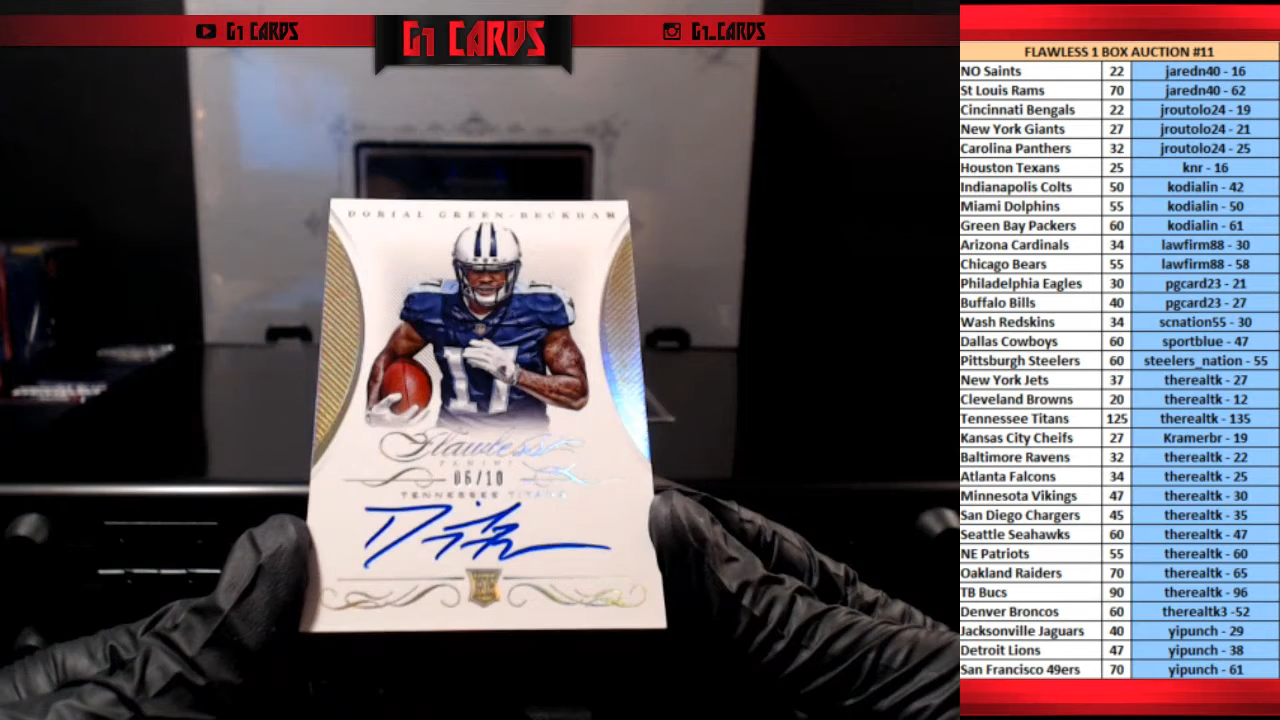 G1 CARDS
G1 CARDS
G1_CARDS
DORIAL GREEN-BECKHAM
17
Flawless
PANINI
06/10
TENNESSEE TITANS
FLAWLESS 1 BOX AUCTION #11
NO Saints 22 jaredn40 - 16
St Louis Rams 70 jaredn40 - 62
Cincinnati Bengals 22 jroutolo24 - 19
New York Giants 27 jroutolo24 - 21
Carolina Panthers 32 jroutolo24 - 25
Houston Texans 25 knr - 16
Indianapolis Colts 50 kodialin - 42
Miami Dolphins 55 kodialin - 50
Green Bay Packers 60 kodialin - 61
Arizona Cardinals 34 lawfirm88 - 30
Chicago Bears 55 lawfirm88 - 58
Philadelphia Eagles 30 pgcard23 - 21
Buffalo Bills 40 pgcard23 - 27
Wash Redskins 34 scnation55 - 30
Dallas Cowboys 60 sportblue - 47
Pittsburgh Steelers 60 steelers_nation - 55
New York Jets 37 therealtk - 27
Cleveland Browns 20 therealtk - 12
Tennessee Titans 125 therealtk - 135
Kansas City Cheifs 27 Kramerbr - 19
Baltimore Ravens 32 therealtk - 22
Atlanta Falcons 34 therealtk - 25
Minnesota Vikings 47 therealtk - 30
San Diego Chargers 45 therealtk - 35
Seattle Seahawks 60 therealtk - 47
NE Patriots 55 therealtk - 60
Oakland Raiders 70 therealtk - 65
TB Bucs 90 therealtk - 96
Denver Broncos 60 therealtk3 -52
Jacksonville Jaguars 40 yipunch - 29
Detroit Lions 47 yipunch - 38
San Francisco 49ers 70 yipunch - 61